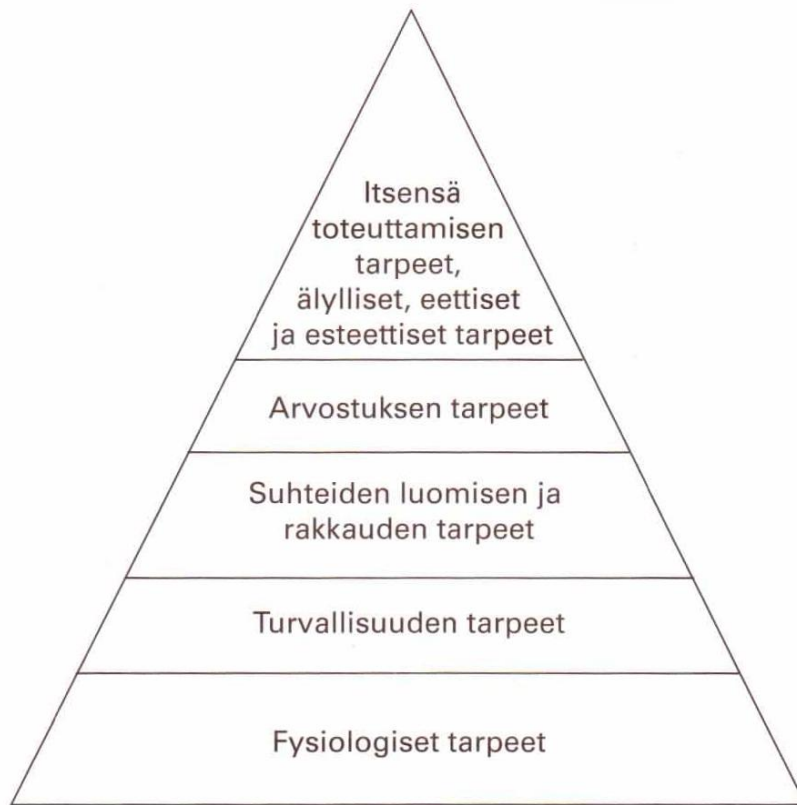 Itsensä
toteuttamisen
tarpeet,
älylliset, eettiset
ja esteettiset tarpeet
Arvostuksen tarpeet
Suhteiden luomisen ja
rakkauden tarpeet
Turvallisuuden tarpeet
Fysiologiset tarpeet